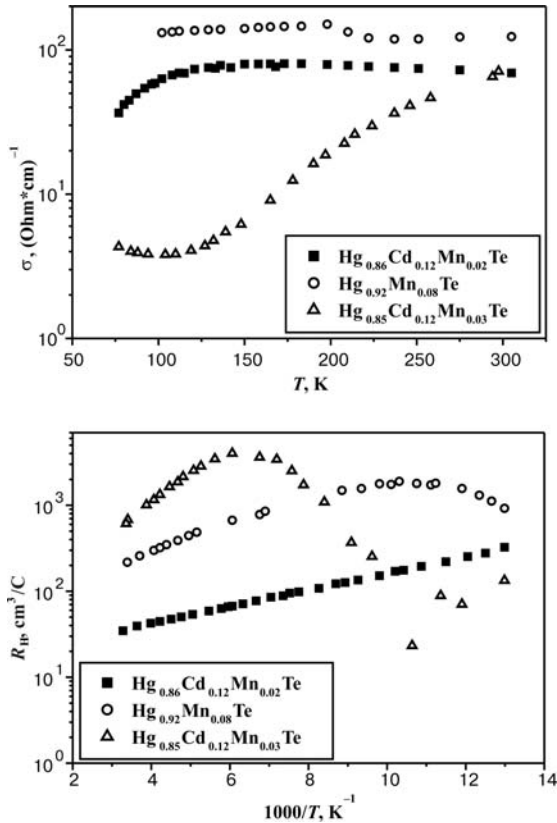 10²
10¹
10⁰
σ, (Ohm*cm)⁻¹
Hg₀.₈₆Cd₀.₁₂Mn₀.₀₂Te
Hg₀.₉₂Mn₀.₀₈Te
Hg₀.₈₅Cd₀.₁₂Mn₀.₀₃Te
50 100 150 200 250 300
T, K
10³
10²
10¹
10⁰
R_H, cm³/C
Hg₀.₈₆Cd₀.₁₂Mn₀.₀₂Te
Hg₀.₉₂Mn₀.₀₈Te
Hg₀.₈₅Cd₀.₁₂Mn₀.₀₃Te
2 4 6 8 10 12 14
1000/T, K⁻¹